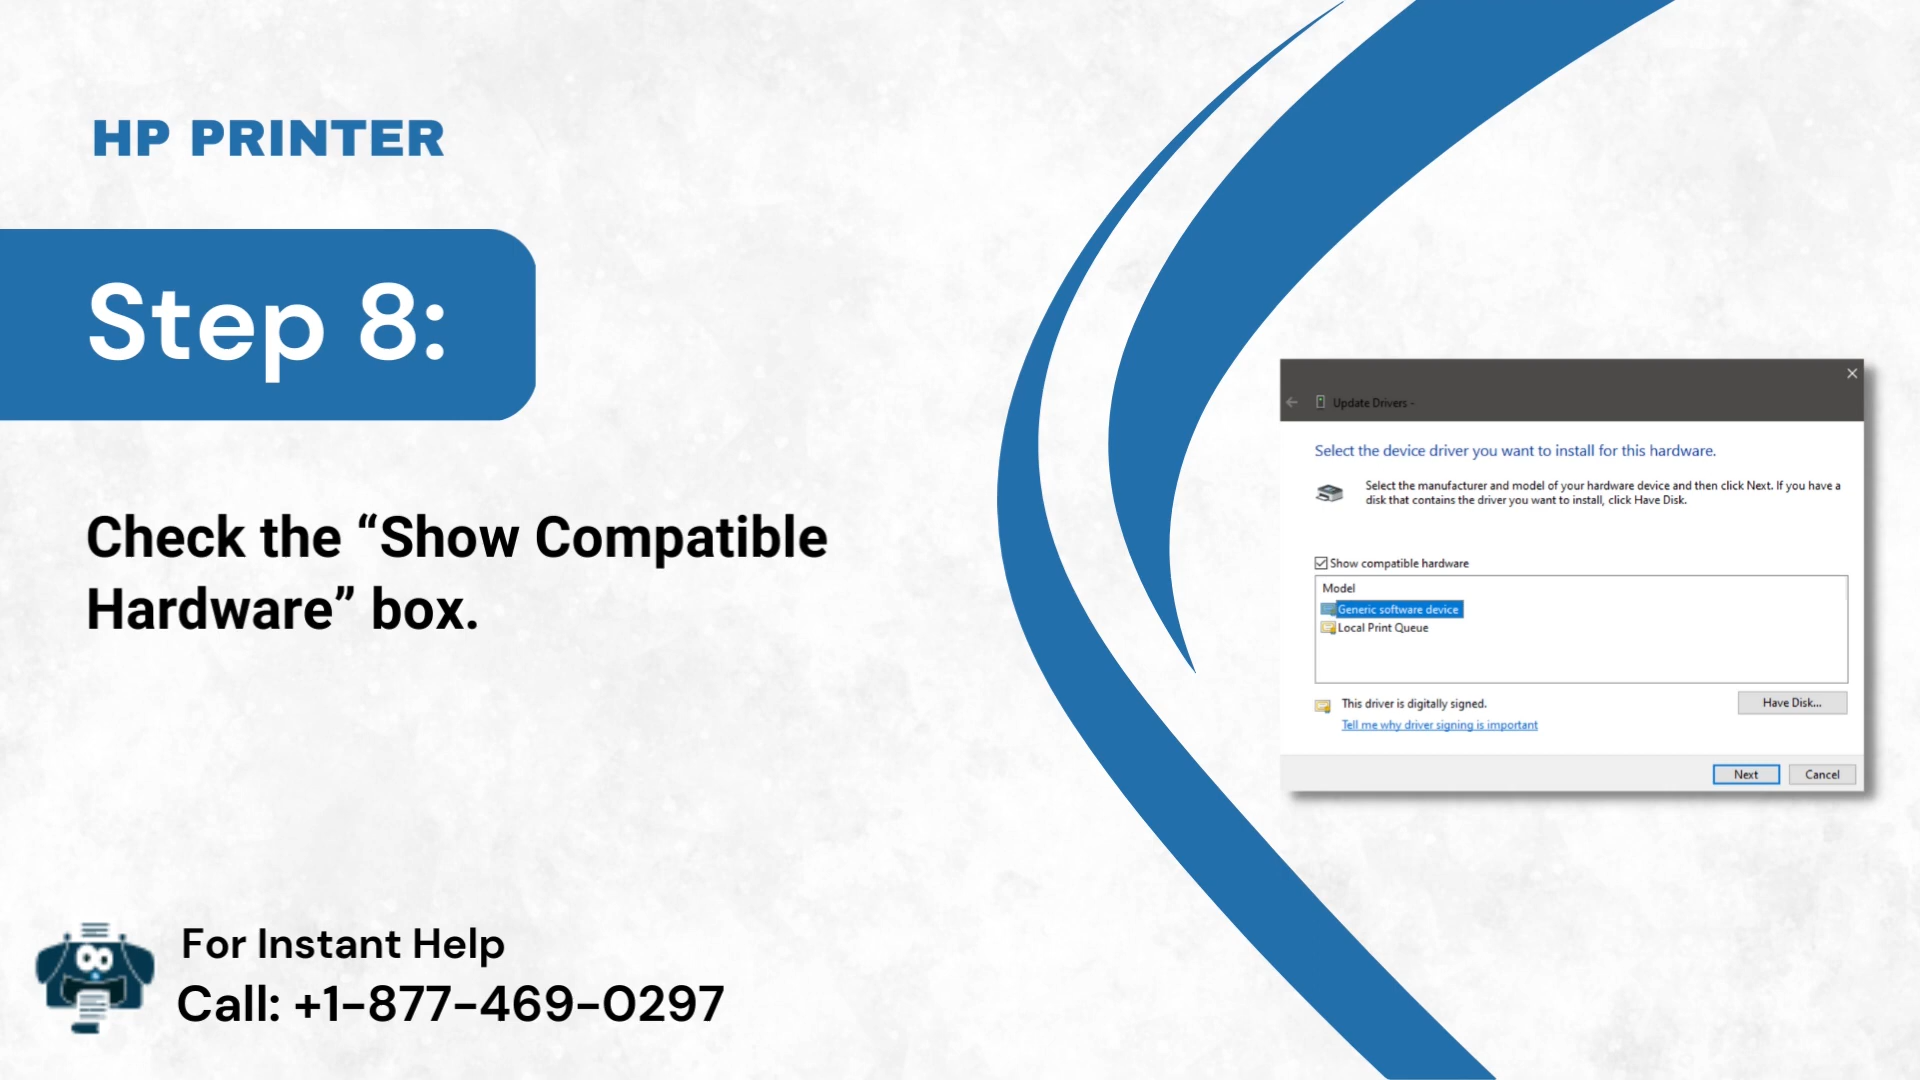 HP PRINTER
Step 8:
Check the “Show Compatible
Hardware” box.
For Instant Help
Call: +1-877-469-0297
Update Drivers -
Select the device driver you want to install for this hardware.
Select the manufacturer and model of your hardware device and then click Next. If you have a
disk that contains the driver you want to install, click Have Disk.
Show compatible hardware
Model
Generic software device
Local Print Queue
This driver is digitally signed.
Have Disk...
Tell me why driver signing is important
Next
Cancel